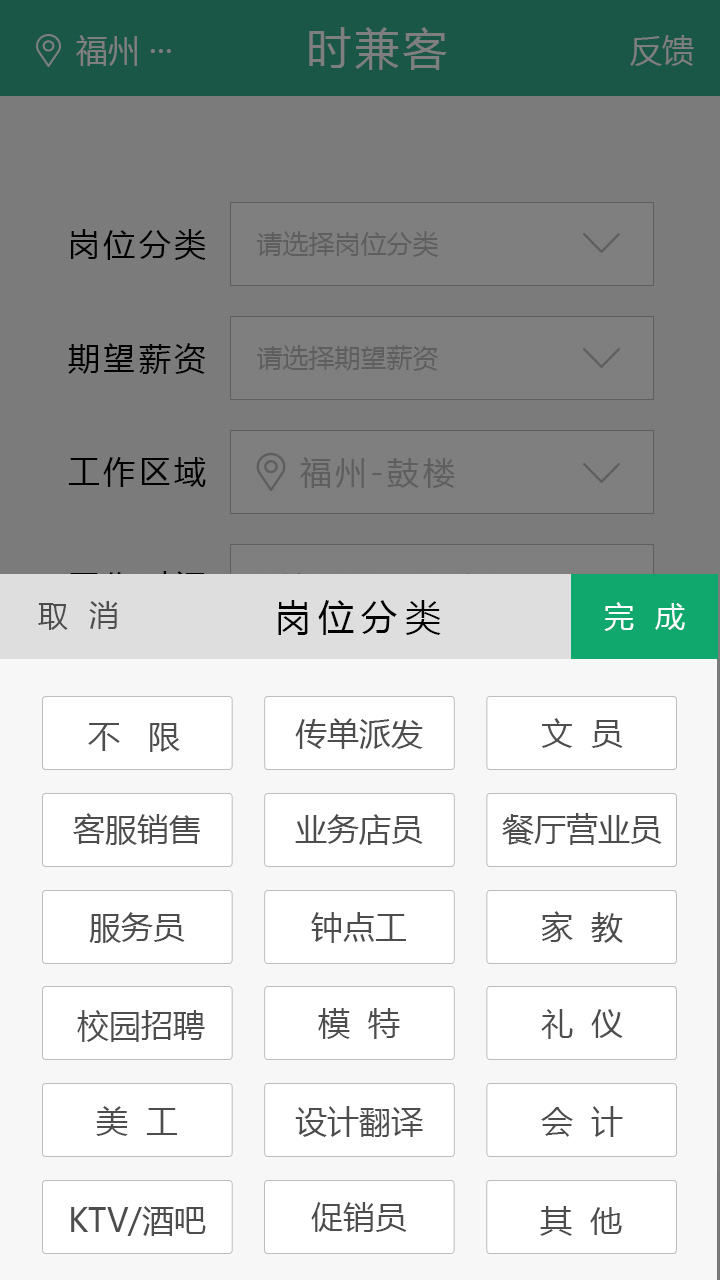 福州 ··· 时兼客 反馈
岗位分类 请选择岗位分类
期望薪资 请选择期望薪资
工作区域 福州-鼓楼
取 消 岗位分类 完 成
不 限 传单派发 文 员
客服销售 业务店员 餐厅营业员
服务员 钟点工 家 教
校园招聘 模 特 礼 仪
美 工 设计翻译 会 计
KTV/酒吧 促销员 其 他